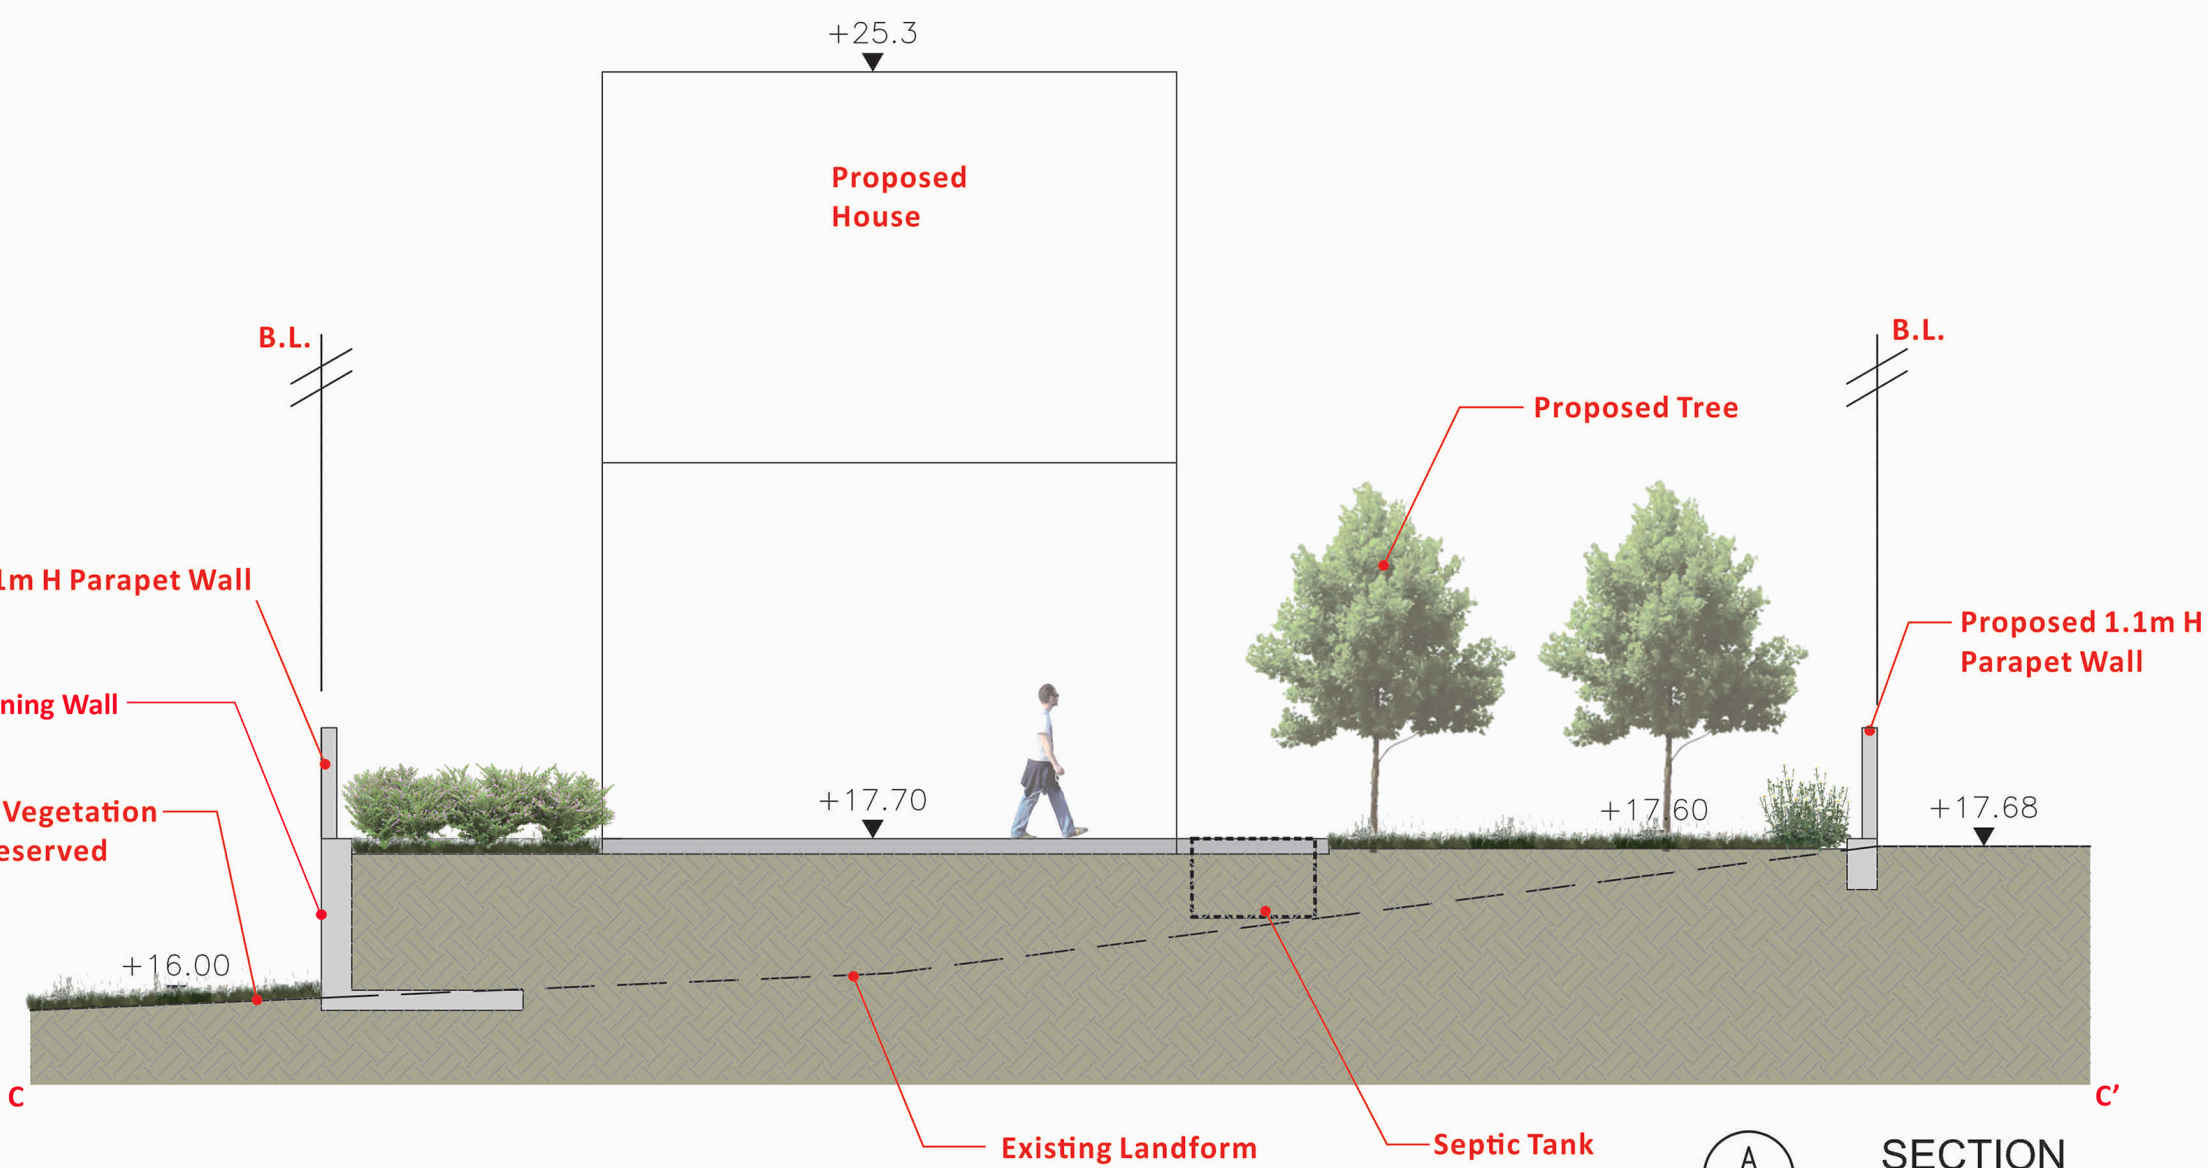 +25.3
Proposed
House
B.L.
B.L.
Proposed Tree
1m H Parapet Wall
Proposed 1.1m H
Parapet Wall
ning Wall
+17.70
+17.60
+17.68
Vegetation
eserved
+16.00
C
C’
Existing Landform
Septic Tank
A
SECTION